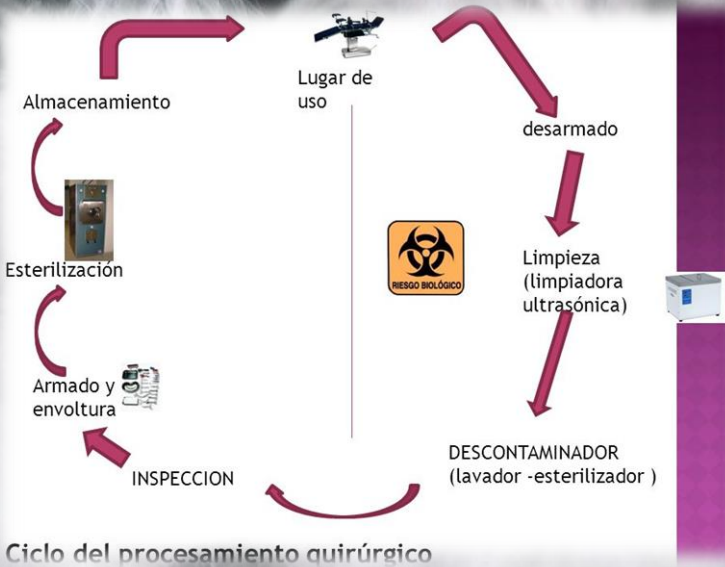 Lugar de
uso
desarmado
Limpieza
(limpiadora
ultrasónica)
RIESGO BIOLÓGICO
DESCONTAMINADOR
(lavador -esterilizador )
INSPECCION
Armado y
envoltura
Esterilización
Almacenamiento
Ciclo del procesamiento quirúrgico